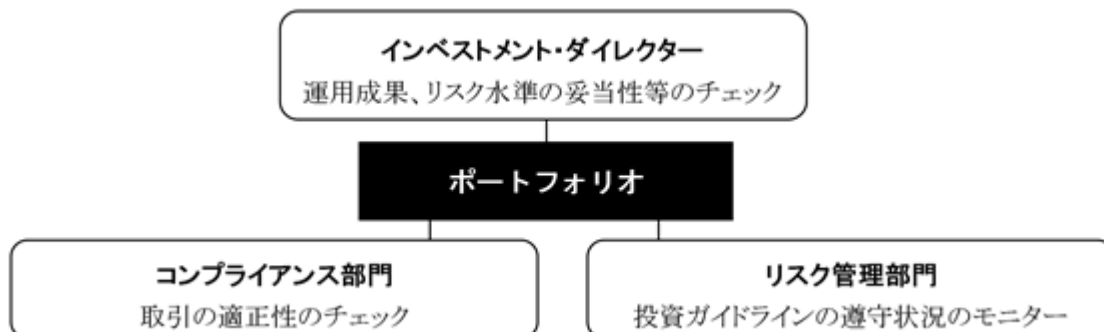 インベストメント・ダイレクター
運用成果、リスク水準の妥当性等のチェック
ポートフォリオ
コンプライアンス部門
取引の適正性のチェック
リスク管理部門
投資ガイドラインの遵守状況のモニター